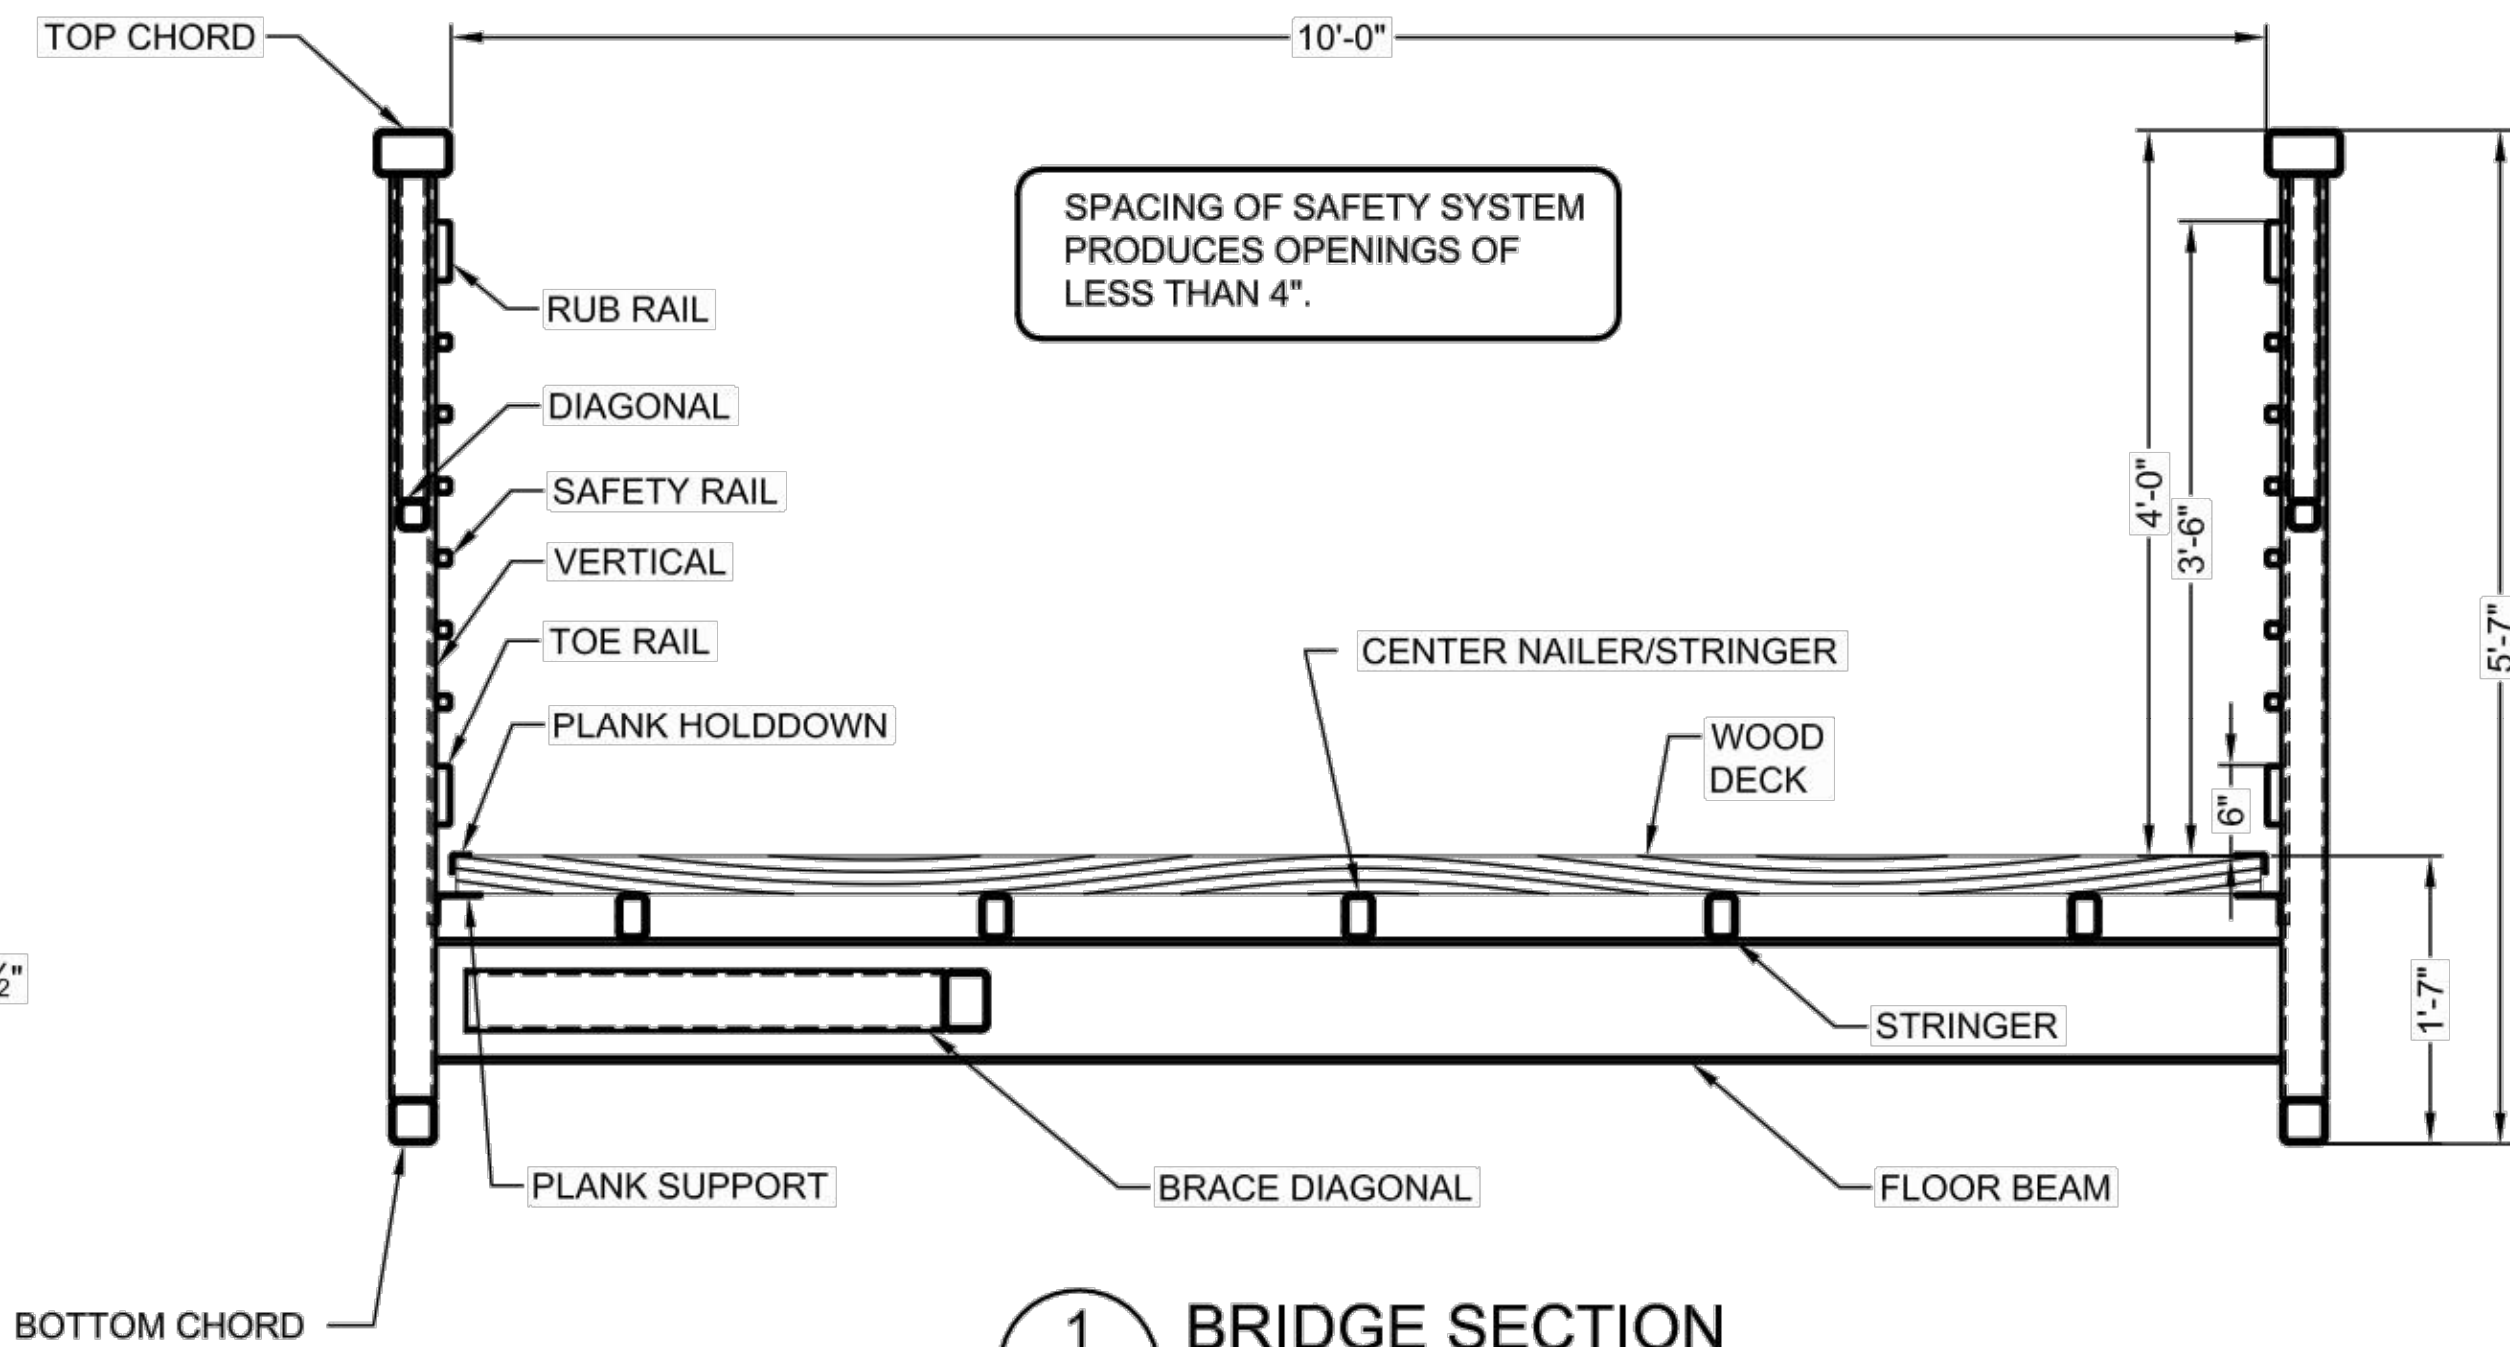 TOP CHORD
10'-0"
SPACING OF SAFETY SYSTEM
PRODUCES OPENINGS OF
LESS THAN 4".
RUB RAIL
DIAGONAL
SAFETY RAIL
VERTICAL
TOE RAIL
PLANK HOLDDOWN
4'-0"
3'-6"
5'-7"
CENTER NAILER/STRINGER
WOOD
DECK
6"
1'-7"
STRINGER
PLANK SUPPORT
BRACE DIAGONAL
FLOOR BEAM
BOTTOM CHORD
1
BRIDGE SECTION